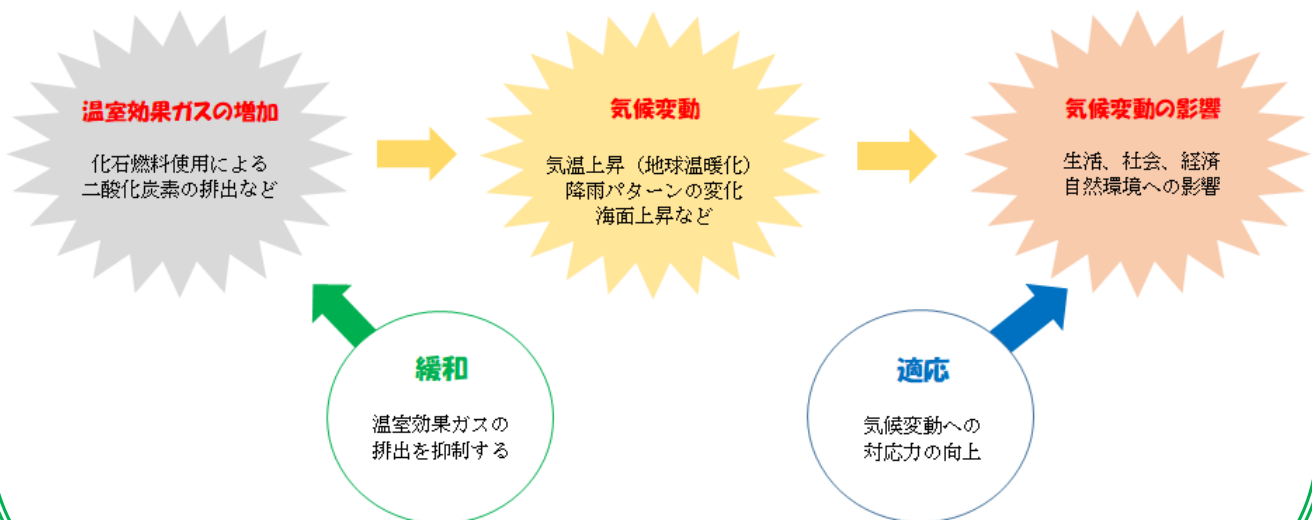 温室効果ガスの増加
化石燃料使用による
二酸化炭素の排出など
気候変動
気温上昇（地球温暖化）
降雨パターンの変化
海面上昇など
気候変動の影響
生活、社会、経済
自然環境への影響
緩和
温室効果ガスの
排出を抑制する
適応
気候変動への
対応力の向上